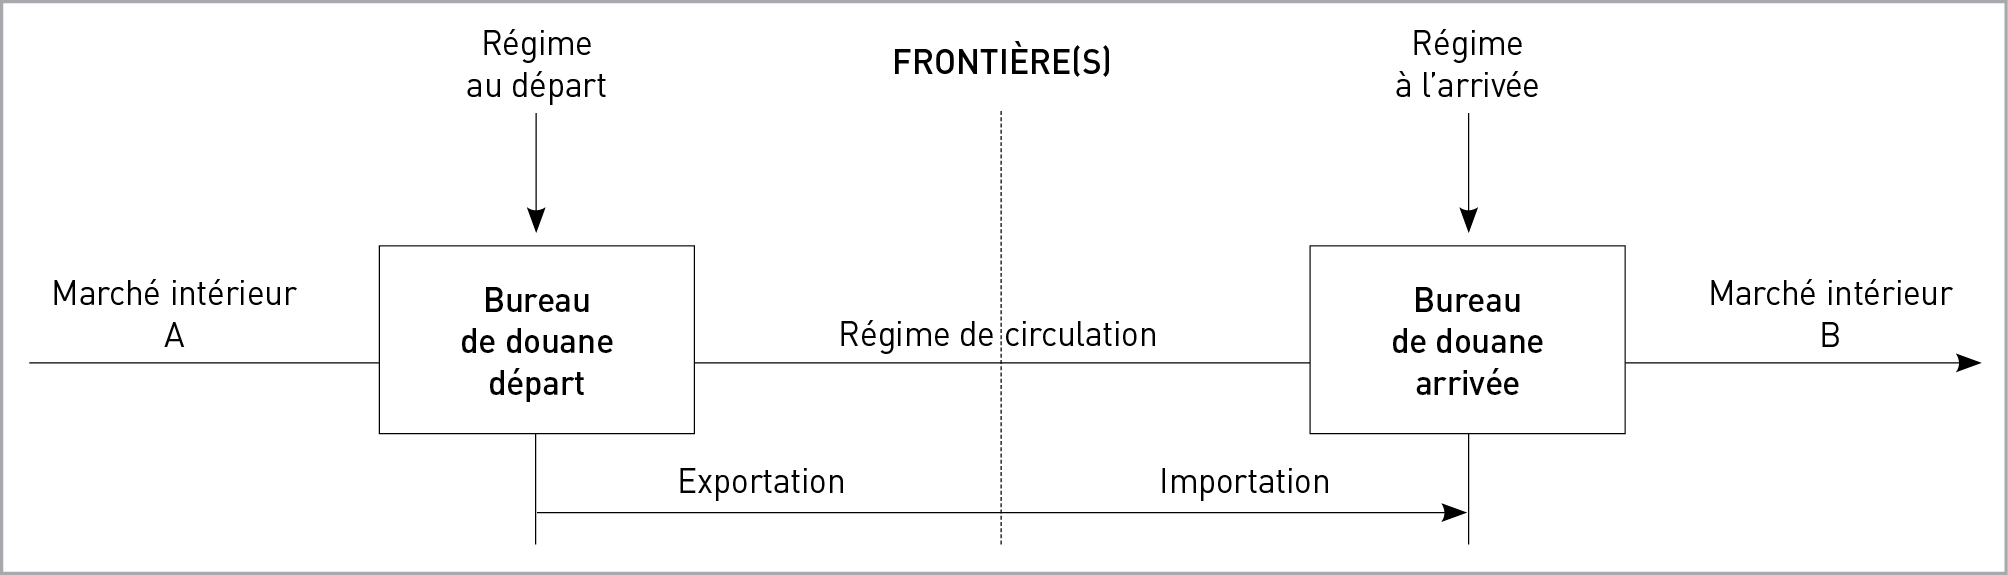 Régime
au départ
FRONTIÈRE(S)
Régime
à l’arrivée
Marché intérieur
A
Bureau
de douane
départ
Régime de circulation
Bureau
de douane
arrivée
Marché intérieur
B
Exportation
Importation